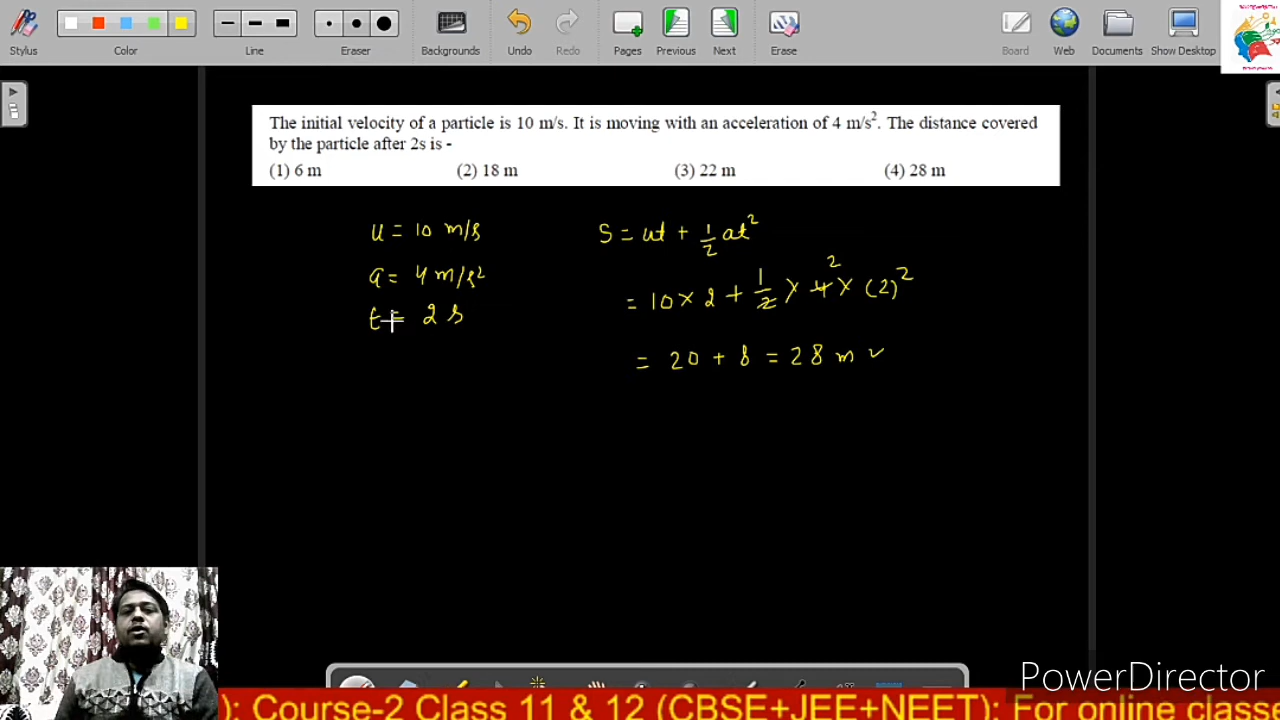 Stylus Color Line Eraser Backgrounds Undo Redo Pages Previous Next Erase Board Web Documents Show Desktop
The initial velocity of a particle is 10 m/s. It is moving with an acceleration of 4 m/s². The distance covered
by the particle after 2s is -
(1) 6 m (2) 18 m (3) 22 m (4) 28 m
u = 10 m/s
a = 4 m/s²
t = 2 s
S = ut + 1/2 at²
= 10 × 2 + 1/2 × 4 × (2)²
2
= 20 + 8 = 28 m ✓
PowerDirector
): Course-2 Class 11 & 12 (CBSE+JEE+NEET): For online classe